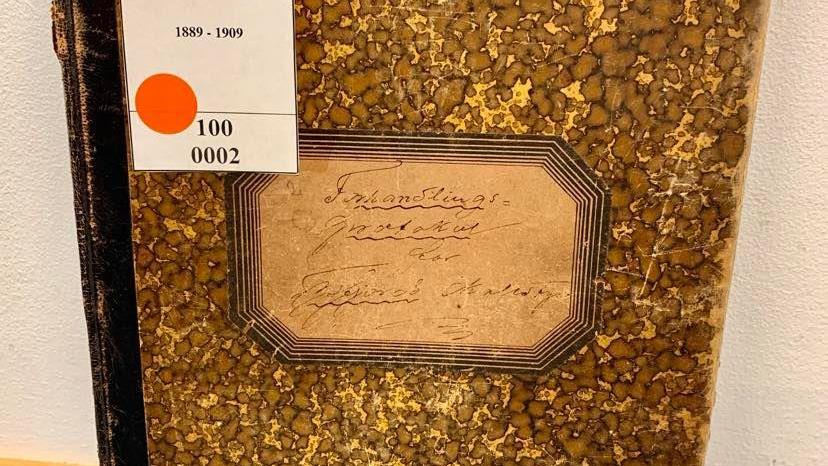 1889 - 1909
100
0002
Forhandlings=
protokol
for